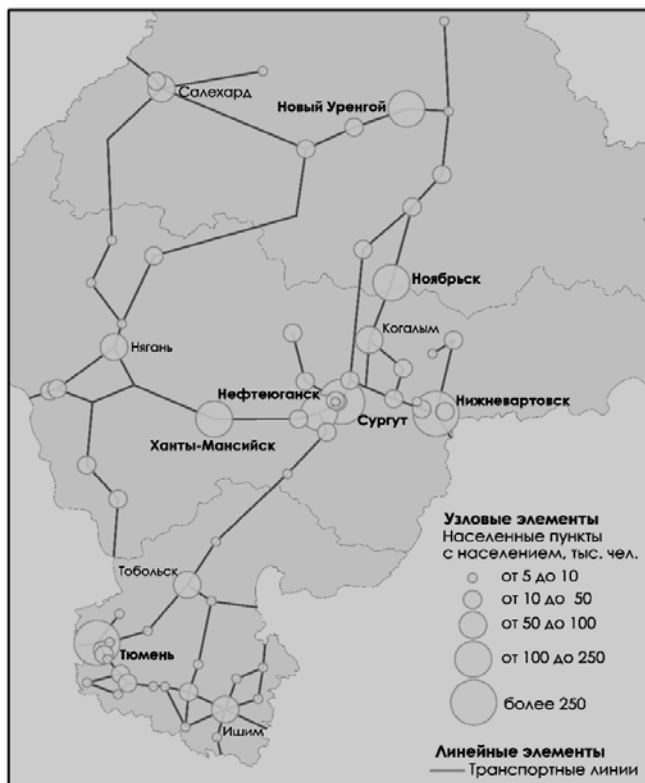 Салехард
Новый Уренгой
Ноябрьск
Когалым
Нягань
Нефтеюганск
Нижневартовск
Сургут
Ханты-Мансийск
Тобольск
Тюмень
Ишим
Узловые элементы
Населенные пункты
с населением, тыс. чел.
от 5 до 10
от 10 до 50
от 50 до 100
от 100 до 250
более 250
Линейные элементы
Транспортные линии